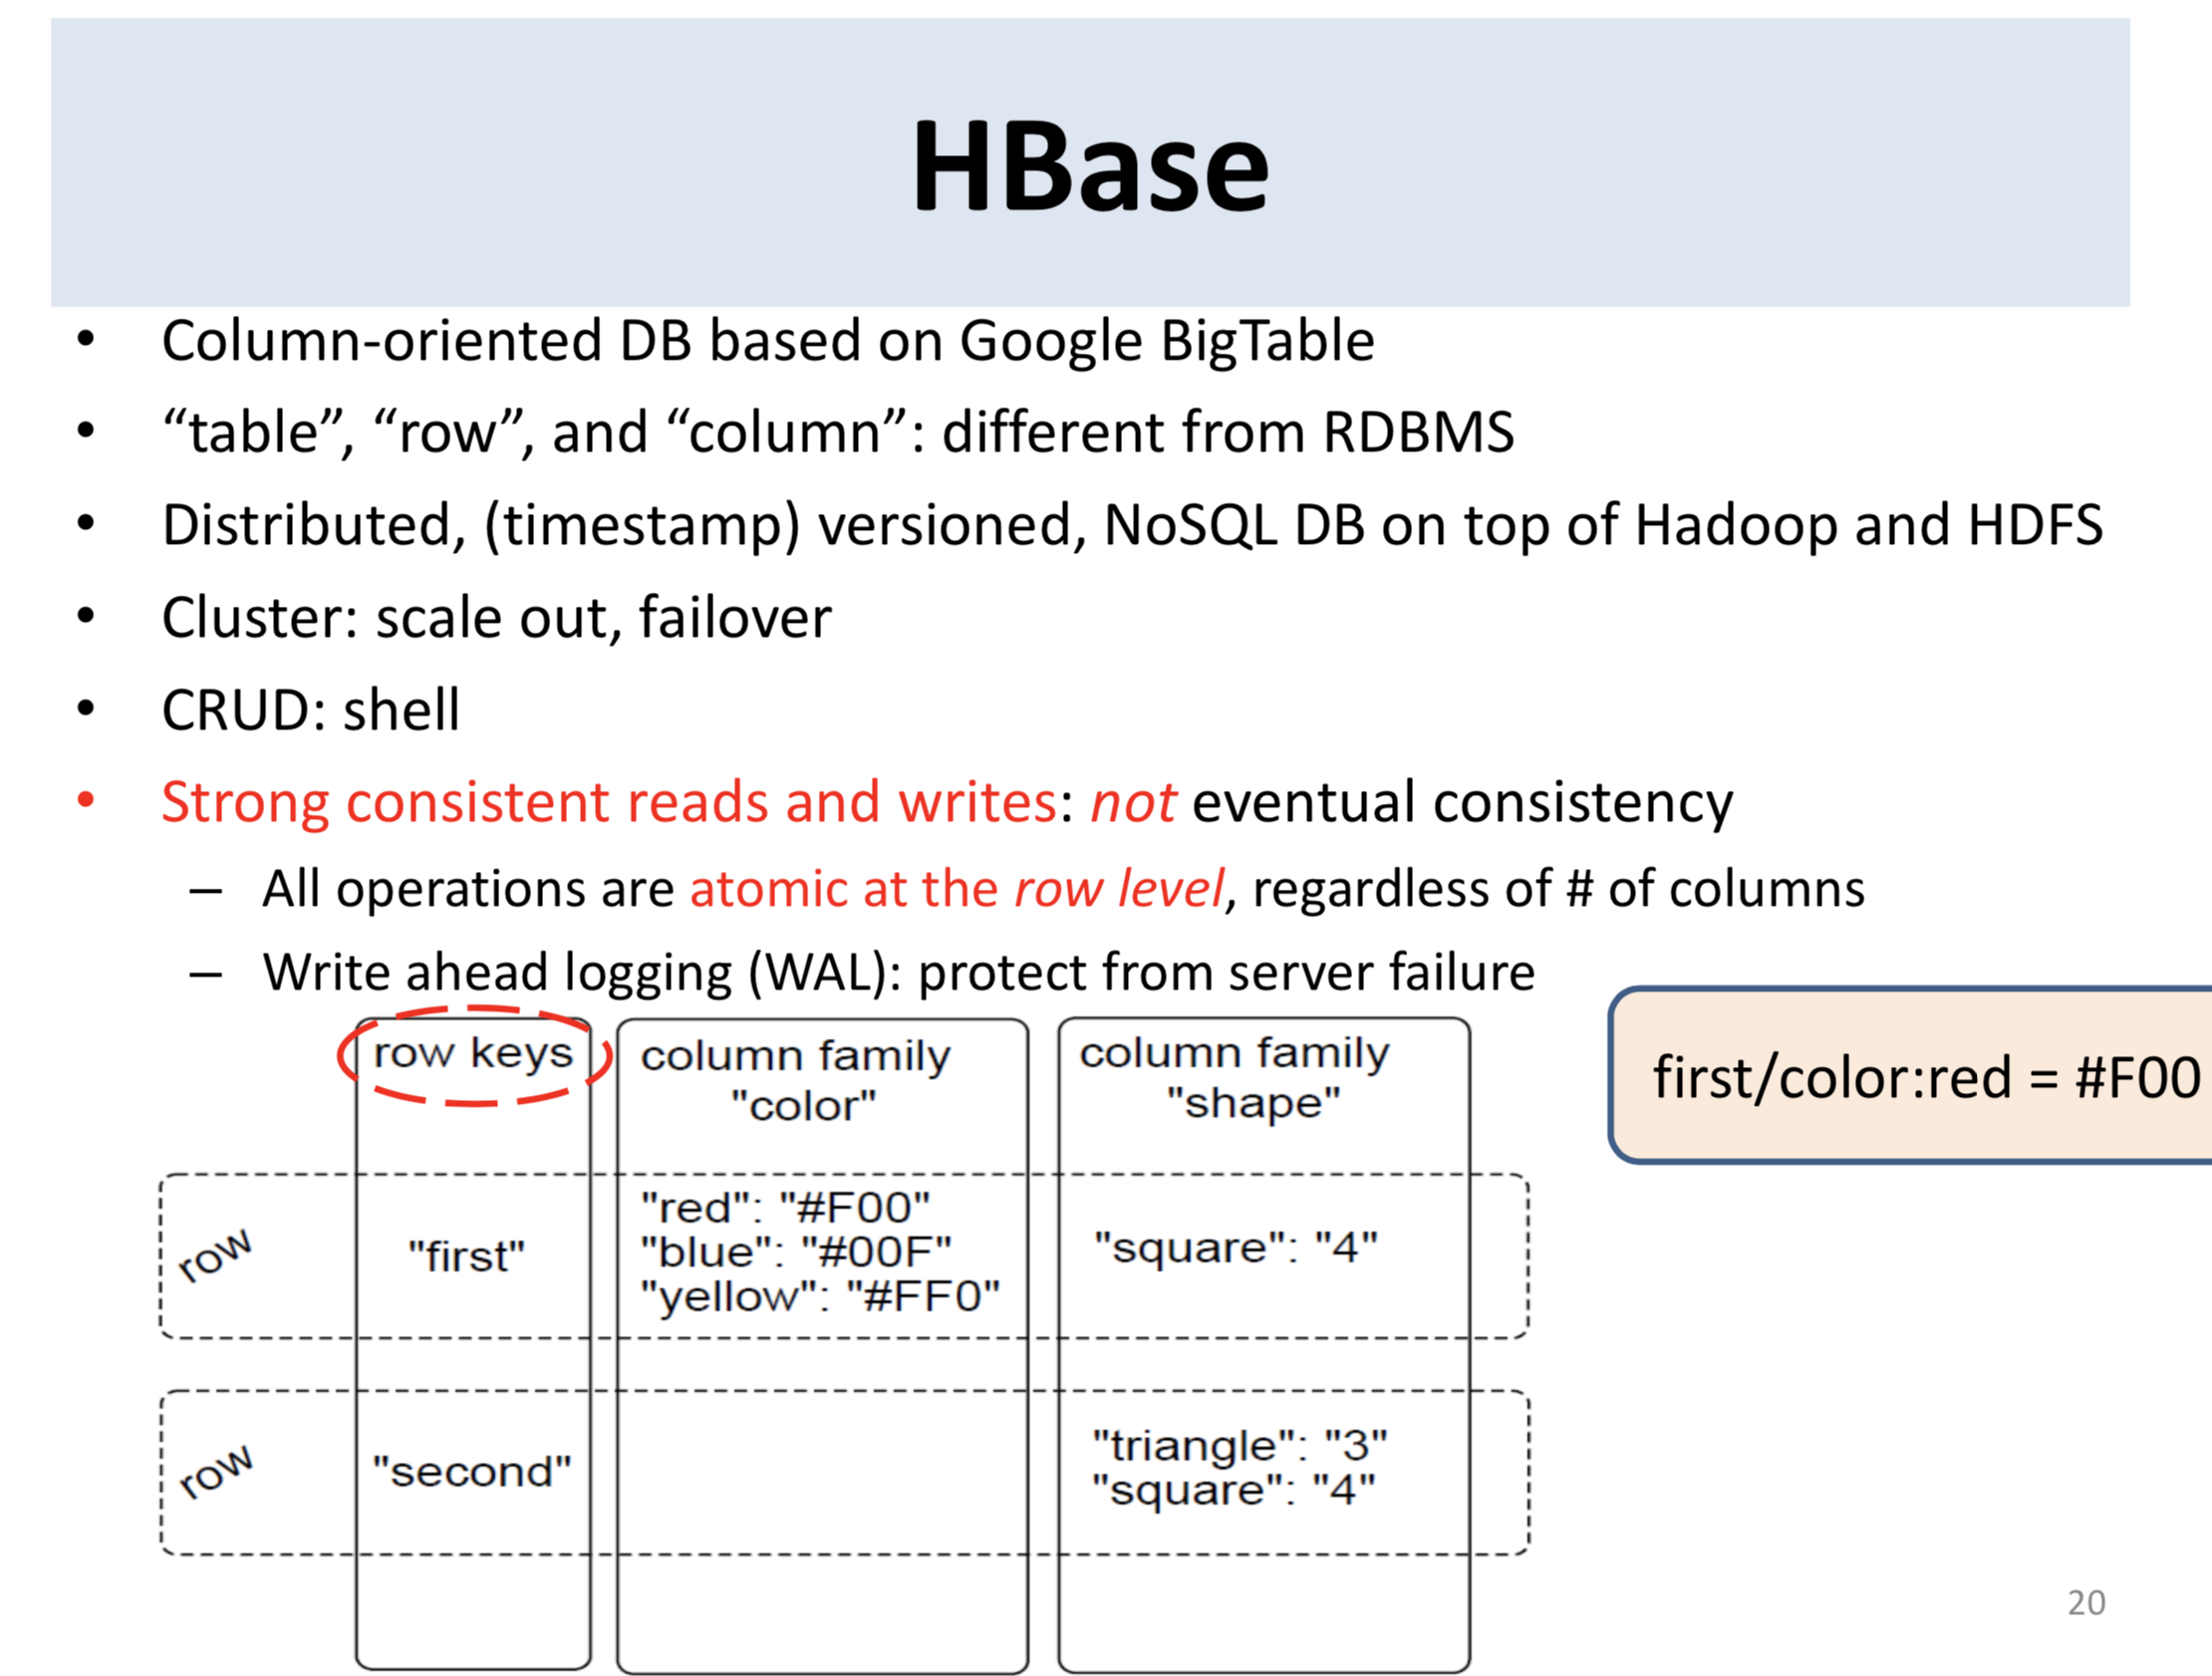 HBase
• Column-oriented DB based on Google BigTable
• “table”, “row”, and “column”: different from RDBMS
• Distributed, (timestamp) versioned, NoSQL DB on top of Hadoop and HDFS
• Cluster: scale out, failover
• CRUD: shell
• Strong consistent reads and writes: not eventual consistency
– All operations are atomic at the row level, regardless of # of columns
– Write ahead logging (WAL): protect from server failure
row keys
column family
"color"
column family
"shape"
first/color:red = #F00
row
"first"
"red": "#F00"
"blue": "#00F"
"yellow": "#FF0"
"square": "4"
row
"second"
"triangle": "3"
"square": "4"
20